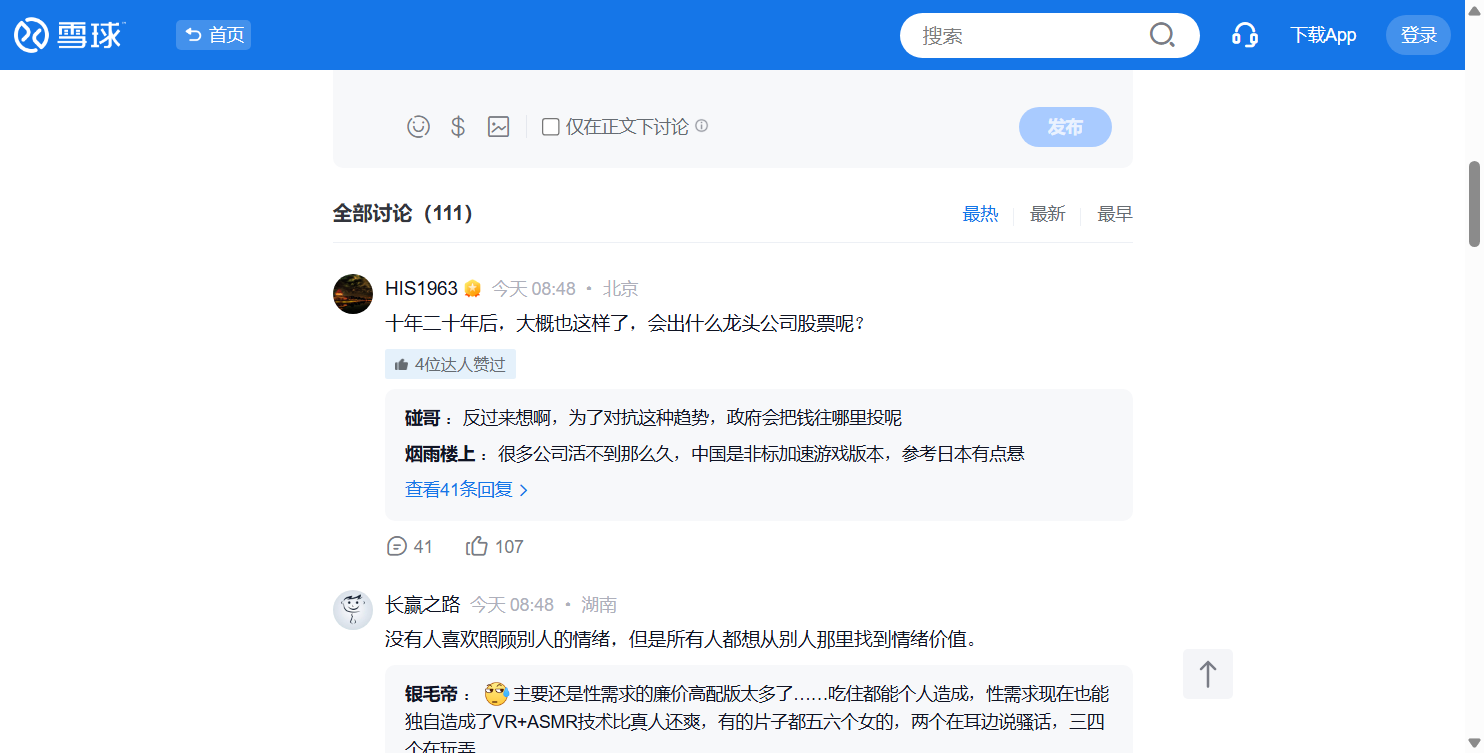 雪球
首页
搜索
下载App
登录
仅在正文下讨论
发布
全部讨论（111）
最热
最新
最早
HIS1963 今天 08:48 · 北京
十年二十年后，大概也这样了，会出什么龙头公司股票呢？
4位达人赞过
碰哥： 反过来想啊，为了对抗这种趋势，政府会把钱往哪里投呢
烟雨楼上： 很多公司活不到那么久，中国是非标加速游戏版本，参考日本有点悬
查看41条回复
41 107
长赢之路 今天 08:48 · 湖南
没有人喜欢照顾别人的情绪，但是所有人都想从别人那里找到情绪价值。
银毛帝： 主要还是性需求的廉价高配版太多了……吃住都能个人造成，性需求现在也能
独自造成了VR+ASMR技术比真人还爽，有的片子都五六个女的，两个在耳边说骚话，三四
个在玩弄